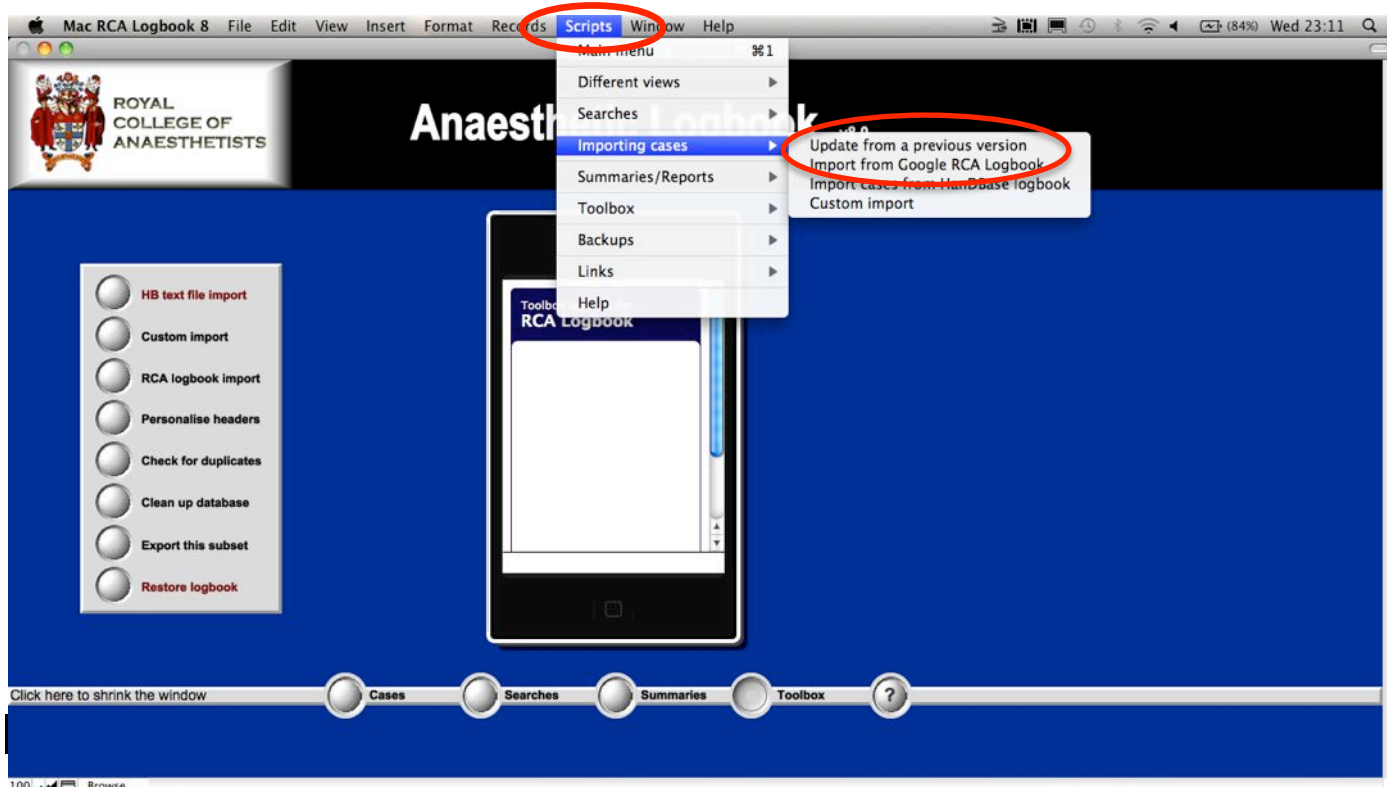 Mac RCA Logbook 8 File Edit View Insert Format Records Scripts Window Help (84%) Wed 23:11
ROYAL
COLLEGE OF
ANAESTHETISTS
Anaesthetic Logbook v8.0
Main menu ⌘1
Different views
Searches
Importing cases
Summaries/Reports
Toolbox
Backups
Links
Help
Update from a previous version
Import from Google RCA Logbook
Import cases from HanDBase logbook
Custom import
HB text file import
Custom import
RCA logbook import
Personalise headers
Check for duplicates
Clean up database
Export this subset
Restore logbook
RCA Logbook
Click here to shrink the window
Cases
Searches
Summaries
Toolbox
?
100 Browse